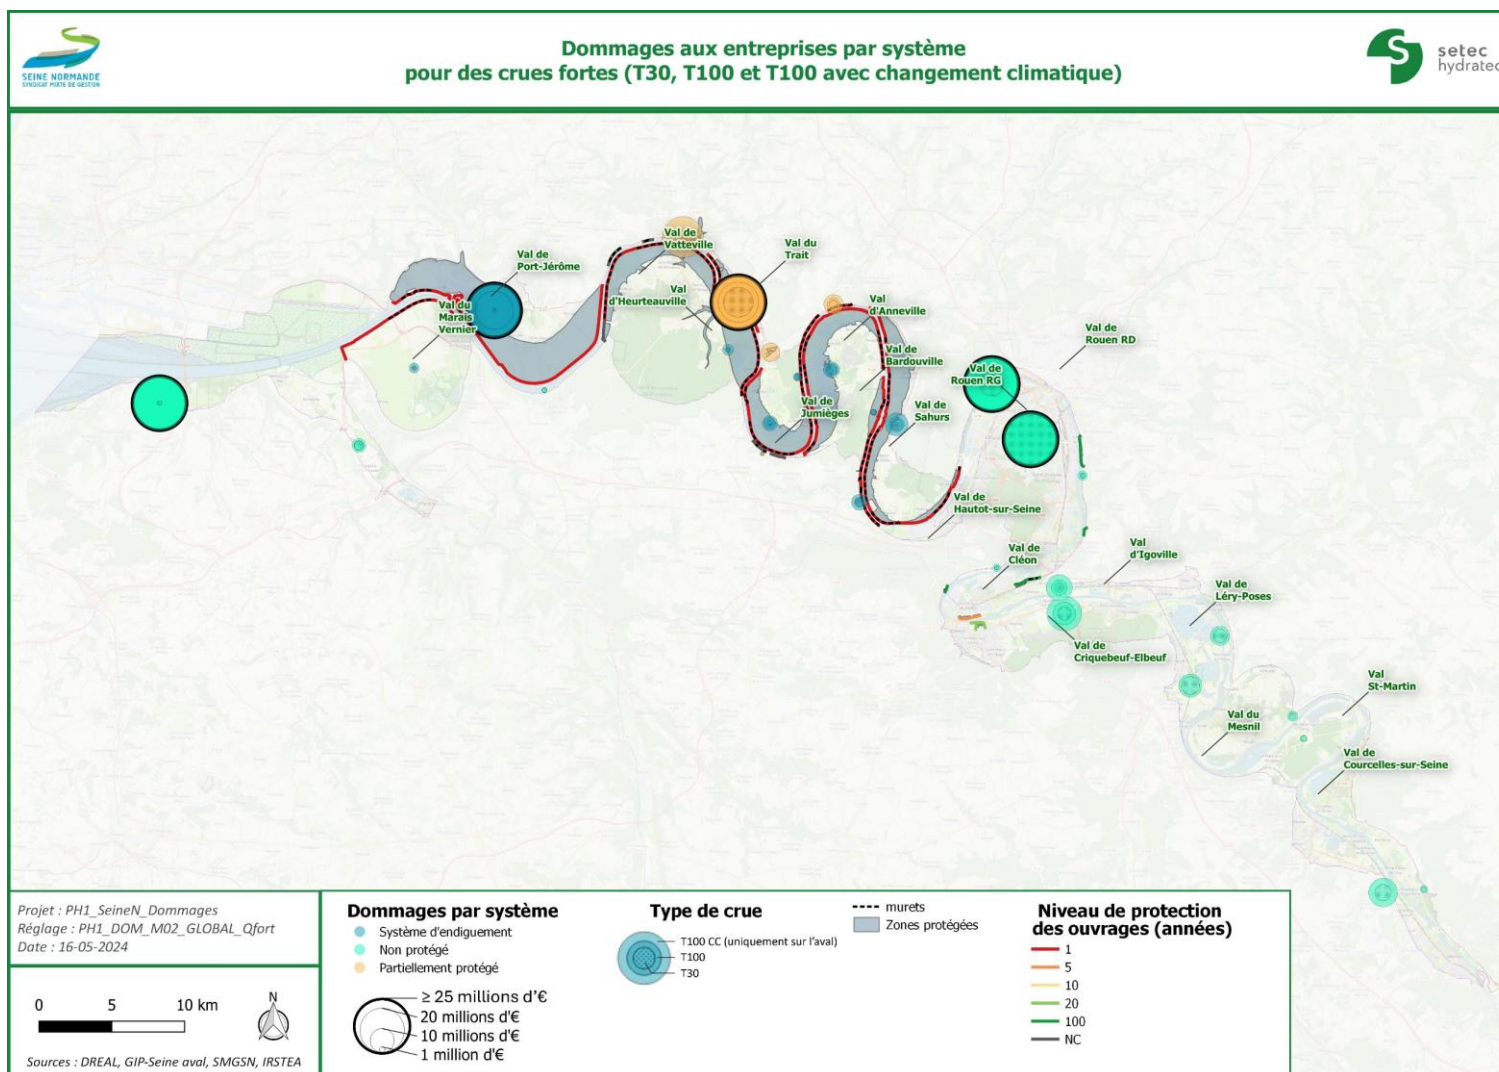 SEINE NORMANDE
SYNDICAT MIXTE DE GESTION
Dommages aux entreprises par système
pour des crues fortes (T30, T100 et T100 avec changement climatique)
setec
hydratec
Val de
Vatteville
Val du
Trait
Val de
Port-Jérôme
Val
d'Heurteauville
Val du
Marais
Vernier
Val
d'Anneville
Val de
Rouen RD
Val de
Bardouville
Val de
Rouen RG
Val de
Jumièges
Val de
Sahurs
Val de
Hautot-sur-Seine
Val de
Cléon
Val
d'Igoville
Val de
Léry-Poses
Val de
Criquebeuf-Elbeuf
Val
St-Martin
Val du
Mesnil
Val de
Courcelles-sur-Seine
Projet : PH1_SeineN_Dommages
Réglage : PH1_DOM_M02_GLOBAL_Qfort
Date : 16-05-2024
0 5 10 km
N
Sources : DREAL, GIP-Seine aval, SMGSN, IRSTEA
Dommages par système
Système d'endiguement
Non protégé
Partiellement protégé
≥ 25 millions d'€
20 millions d'€
10 millions d'€
1 million d'€
Type de crue
T100 CC (uniquement sur l'aval)
T100
T30
murets
Zones protégées
Niveau de protection
des ouvrages (années)
1
5
10
20
100
NC